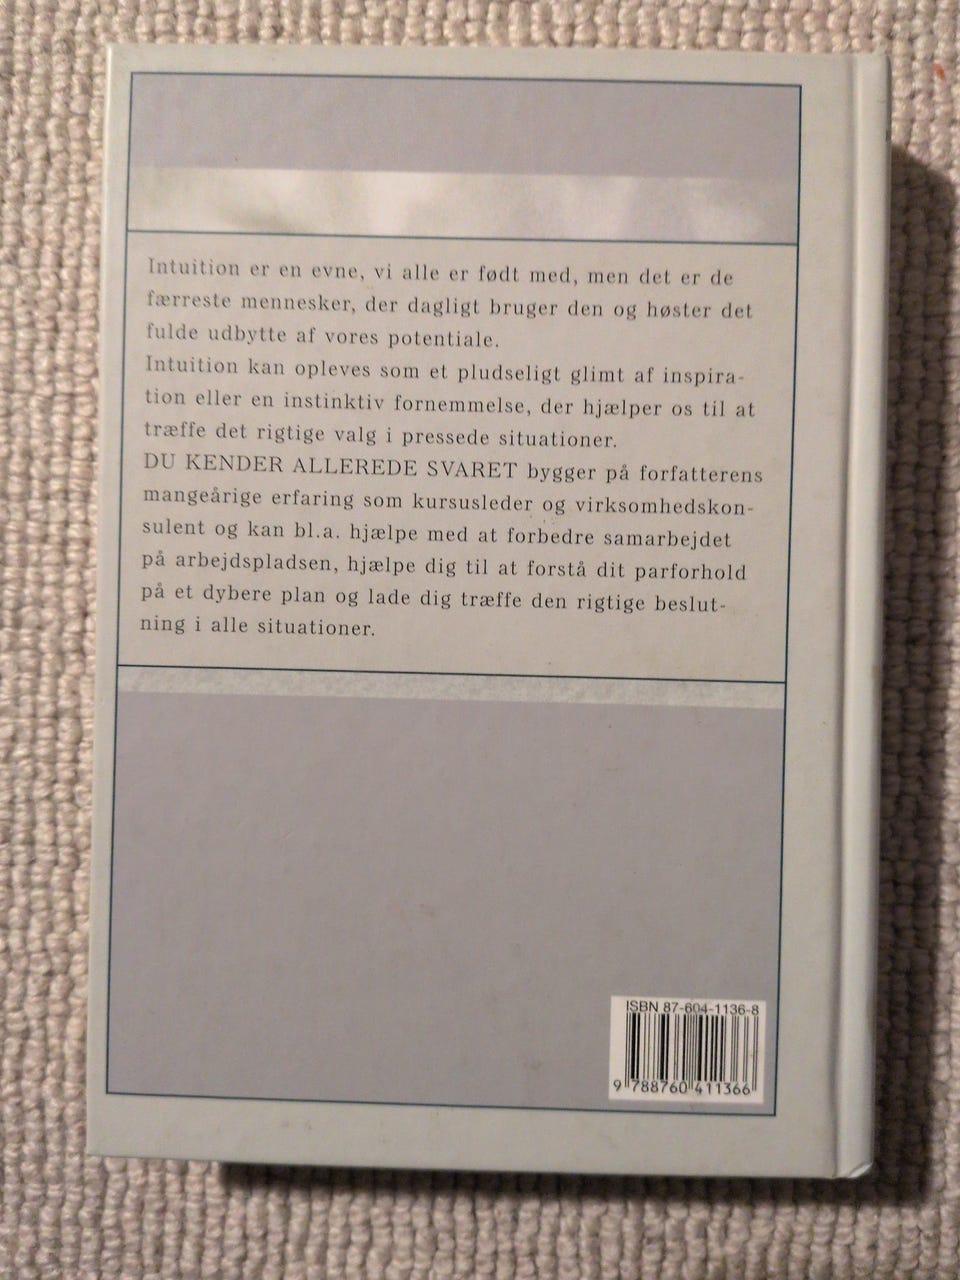 Intuition er en evne, vi alle er født med, men det er de
færreste mennesker, der dagligt bruger den og høster det
fulde udbytte af vores potentiale.
Intuition kan opleves som et pludseligt glimt af inspira-
tion eller en instinktiv fornemmelse, der hjælper os til at
træffe det rigtige valg i pressede situationer.
DU KENDER ALLEREDE SVARET bygger på forfatterens
mangeårige erfaring som kursusleder og virksomhedskon-
sulent og kan bl.a. hjælpe med at forbedre samarbejdet
på arbejdspladsen, hjælpe dig til at forstå dit parforhold
på et dybere plan og lade dig træffe den rigtige beslut-
ning i alle situationer.
ISBN 87-604-1136-8
9 788760 411366